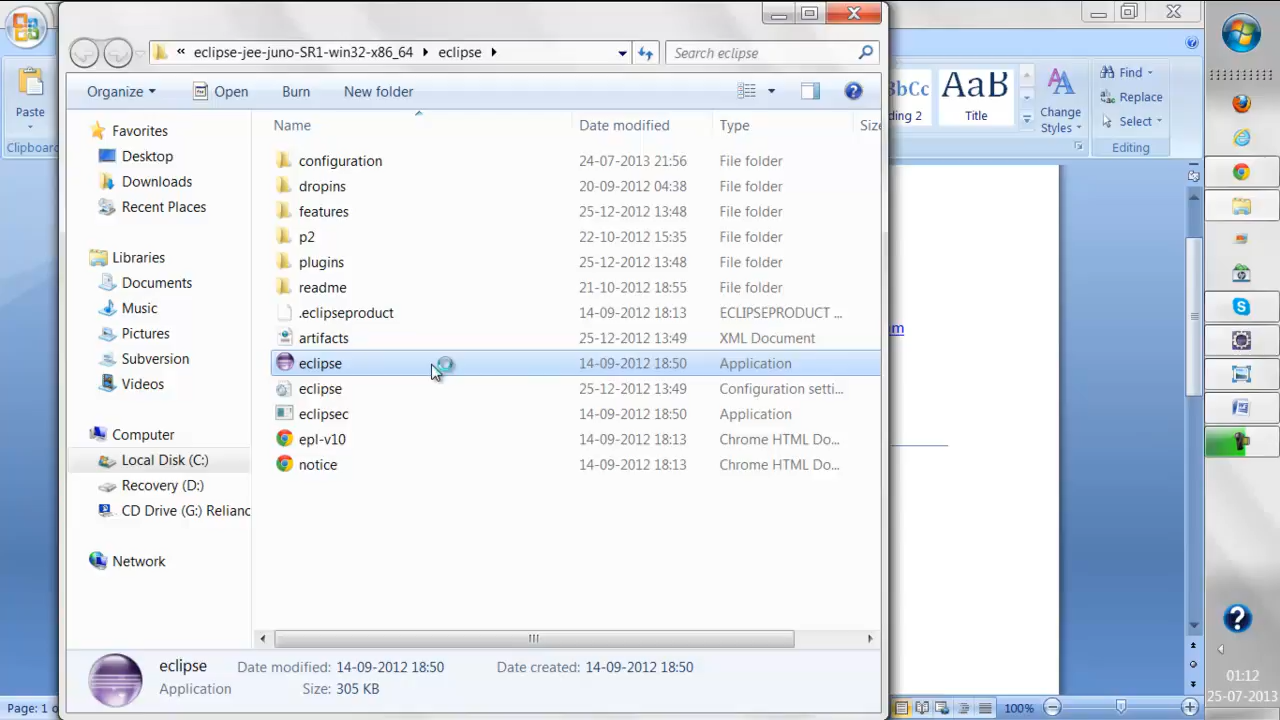 « eclipse-jee-juno-SR1-win32-x86_64 eclipse
Search eclipse
Organize Open Burn New folder
Name Date modified Type Size
Favorites
Desktop
Downloads
Recent Places
Libraries
Documents
Music
Pictures
Subversion
Videos
Computer
Local Disk (C:)
Recovery (D:)
CD Drive (G:) Relianc
Network
configuration 24-07-2013 21:56 File folder
dropins 20-09-2012 04:38 File folder
features 25-12-2012 13:48 File folder
p2 22-10-2012 15:35 File folder
plugins 25-12-2012 13:48 File folder
readme 21-10-2012 18:55 File folder
.eclipseproduct 14-09-2012 18:13 ECLIPSEPRODUCT ...
artifacts 25-12-2012 13:49 XML Document
eclipse 14-09-2012 18:50 Application
eclipse 25-12-2012 13:49 Configuration setti...
eclipsec 14-09-2012 18:50 Application
epl-v10 14-09-2012 18:13 Chrome HTML Do...
notice 14-09-2012 18:13 Chrome HTML Do...
eclipse Date modified: 14-09-2012 18:50 Date created: 14-09-2012 18:50
Application Size: 305 KB
Paste
Clipboard
BbCc AaB
ding 2 Title
Change
Styles
Find
Replace
Select
Editing
m
Page: 1 o
100%
01:12
25-07-2013